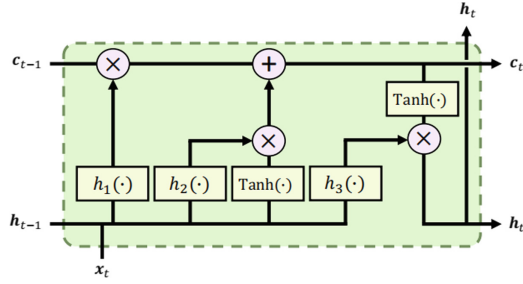 h_t
c_{t−1} × + c_t
Tanh(·)
× ×
h_1(·) h_2(·) Tanh(·) h_3(·)
h_{t−1} h_t
x_t